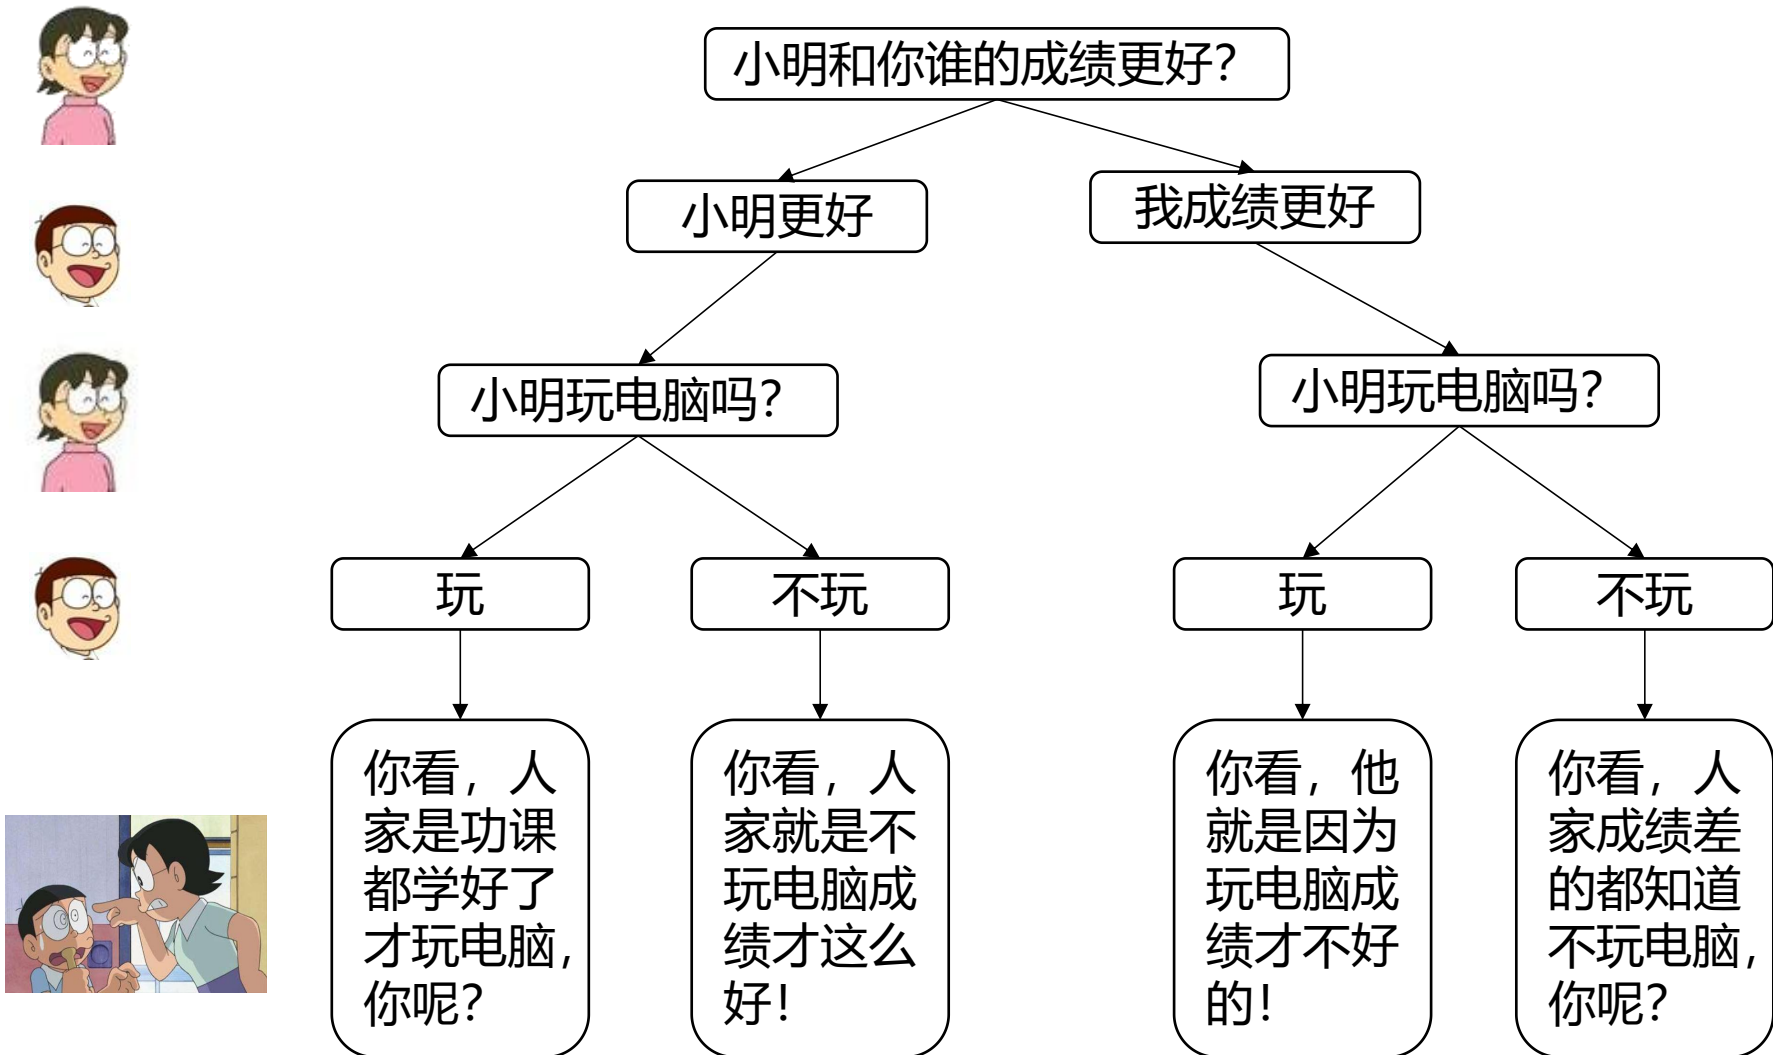 小明和你谁的成绩更好?
小明更好
我成绩更好
小明玩电脑吗?
小明玩电脑吗?
玩
不玩
玩
不玩
你看，人
家是功课
都学好了
才玩电脑，
你呢?
你看，人
家就是不
玩电脑成
绩才这么
好!
你看，他
就是因为
玩电脑成
绩才不好
的!
你看，人
家成绩差
的都知道
不玩电脑，
你呢?